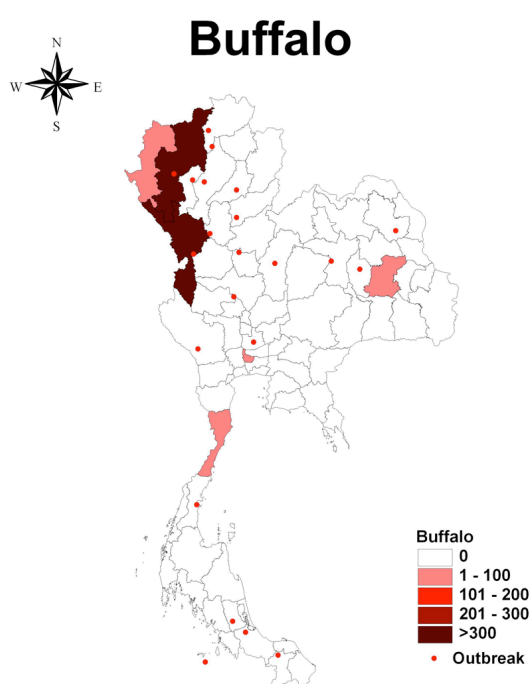 Buffalo
N
W E
S
Buffalo
0
1 - 100
101 - 200
201 - 300
>300
Outbreak